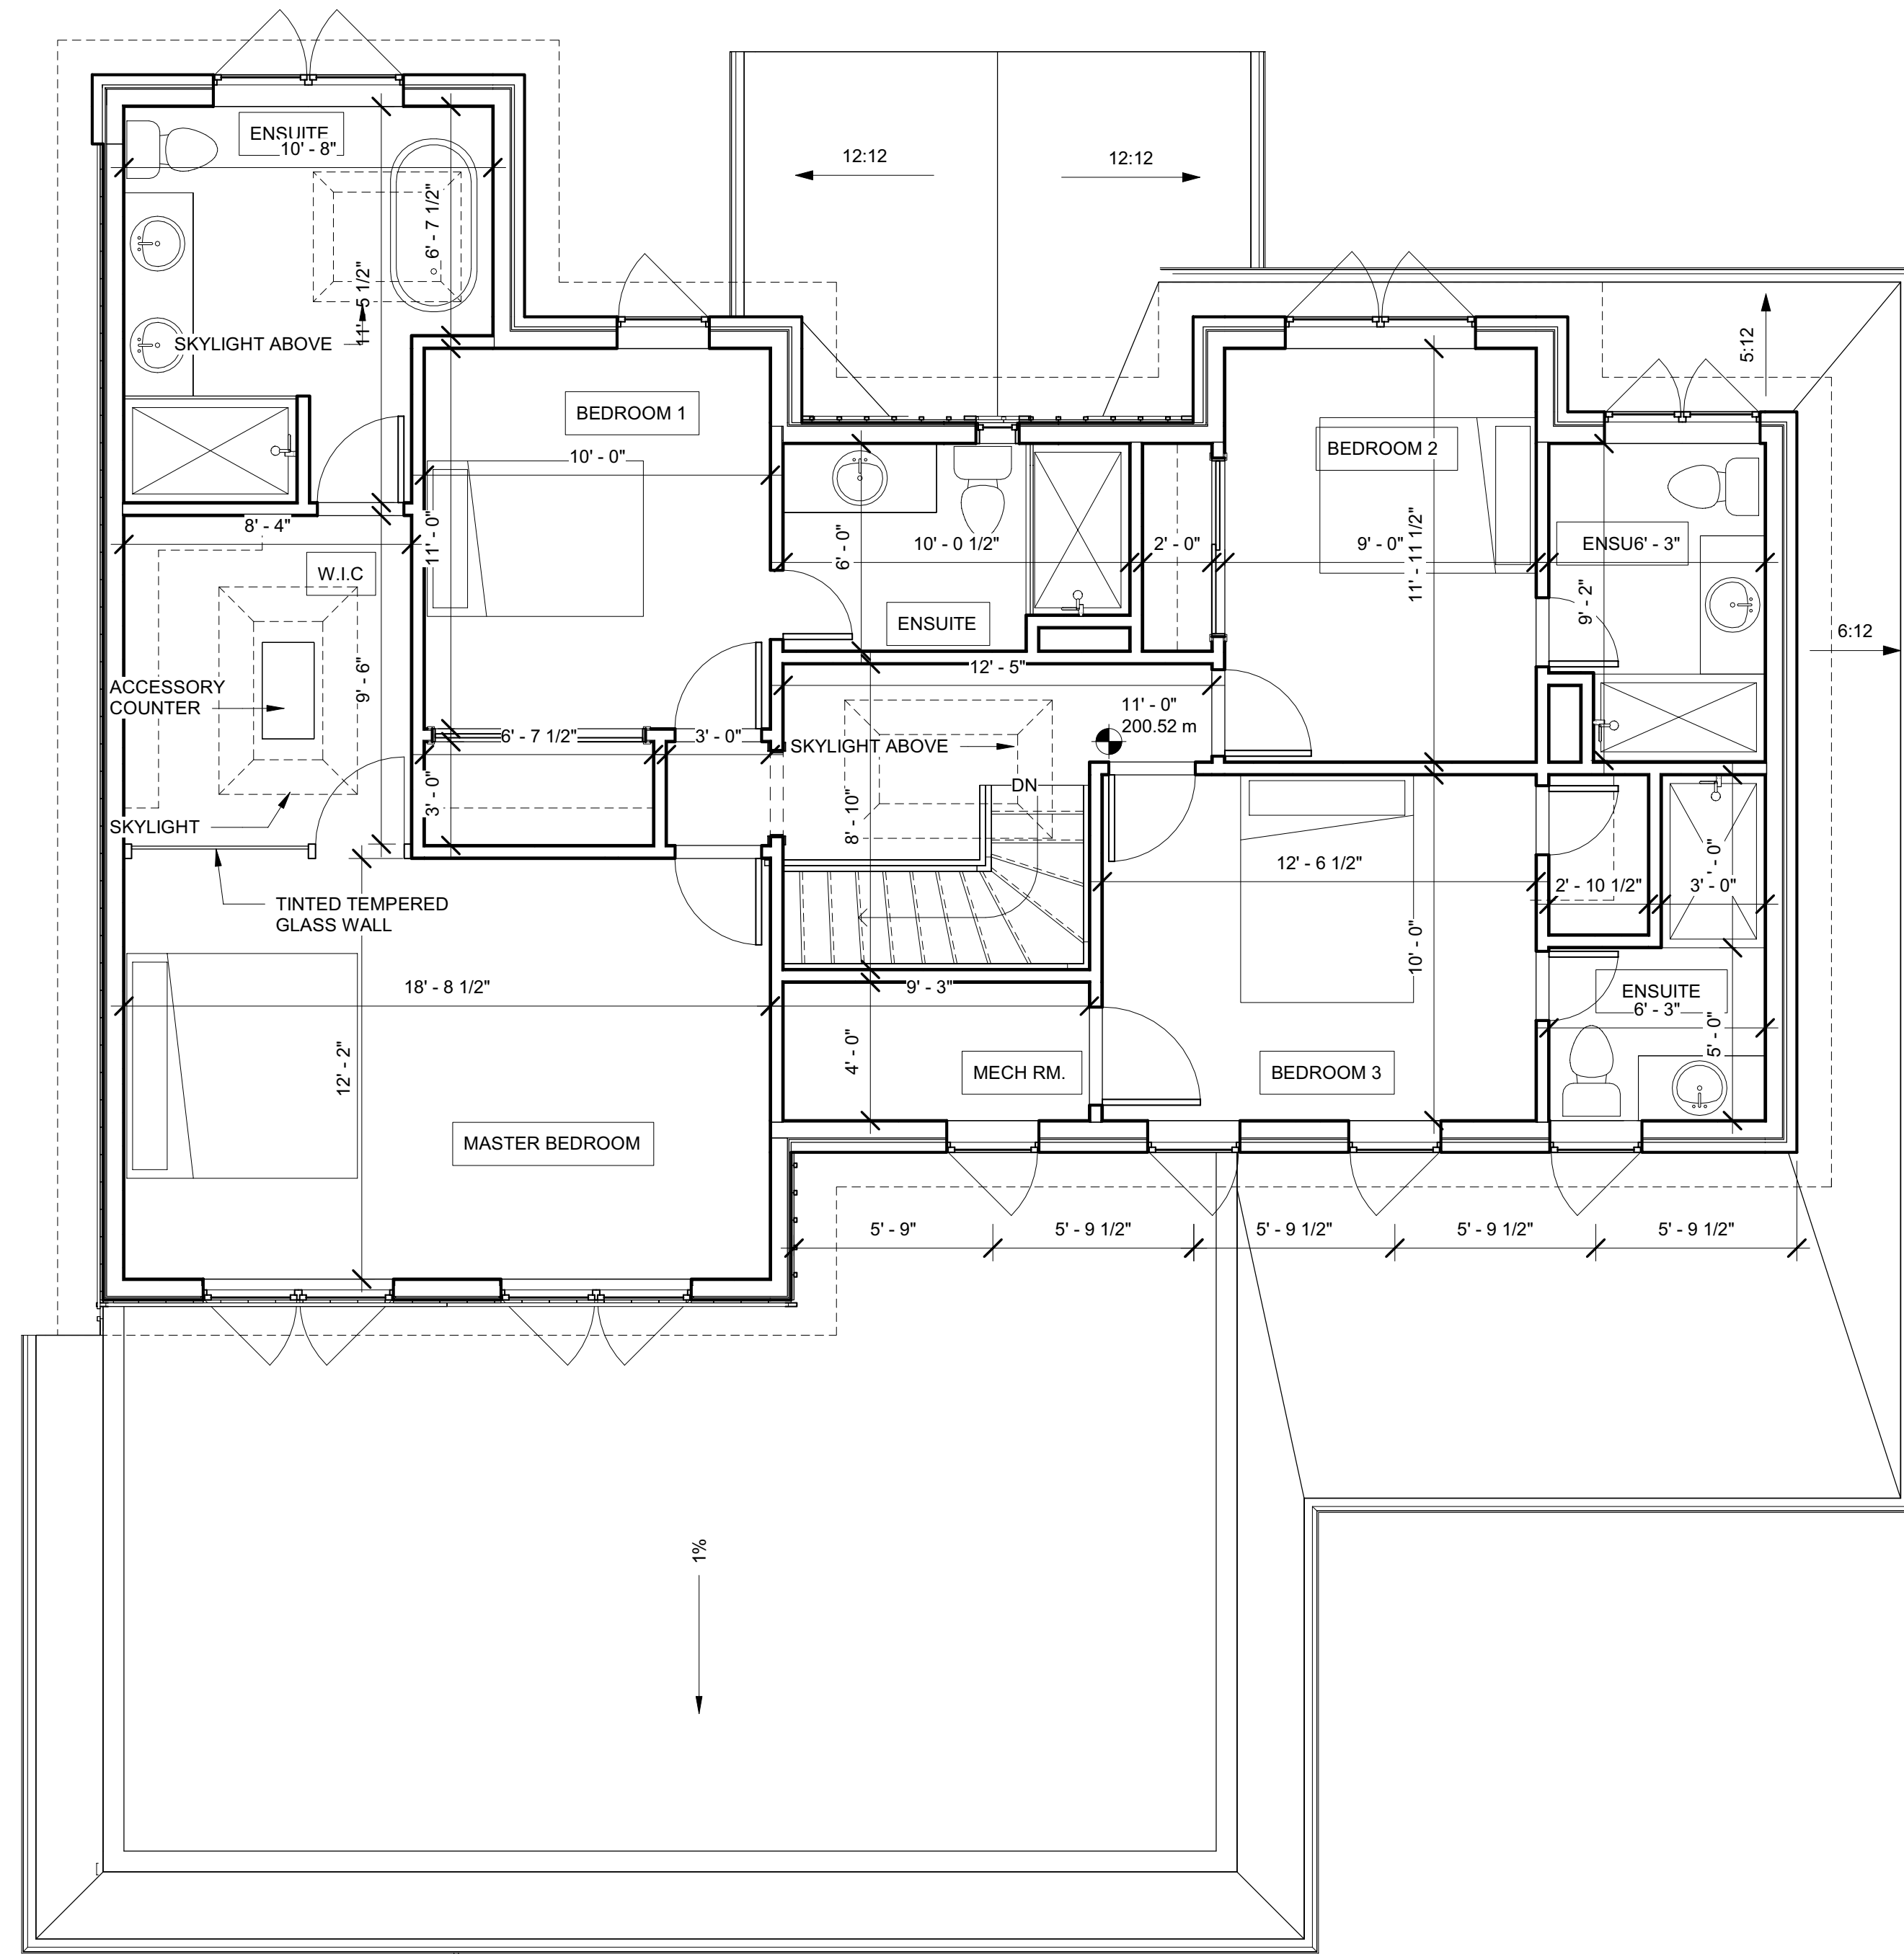 ENSUITE
10' - 8"
6' - 7 1/2"
11' - 5 1/2"
SKYLIGHT ABOVE
12:12
12:12
5:12
6:12
BEDROOM 1
10' - 0"
11' - 0"
8' - 4"
W.I.C
9' - 6"
ACCESSORY
COUNTER
SKYLIGHT
TINTED TEMPERED
GLASS WALL
6' - 7 1/2"
3' - 0"
3' - 0"
6' - 0"
10' - 0 1/2"
ENSUITE
2' - 0"
12' - 5"
11' - 0"
200.52 m
SKYLIGHT ABOVE
DN
8' - 10"
BEDROOM 2
9' - 0"
11' - 11 1/2"
ENSU6' - 3"
9' - 2"
12' - 6 1/2"
2' - 10 1/2"
3' - 0"
10' - 0"
ENSUITE
6' - 3"
5' - 0"
18' - 8 1/2"
12' - 2"
9' - 3"
4' - 0"
MECH RM.
BEDROOM 3
MASTER BEDROOM
5' - 9"
5' - 9 1/2"
5' - 9 1/2"
5' - 9 1/2"
5' - 9 1/2"
1%